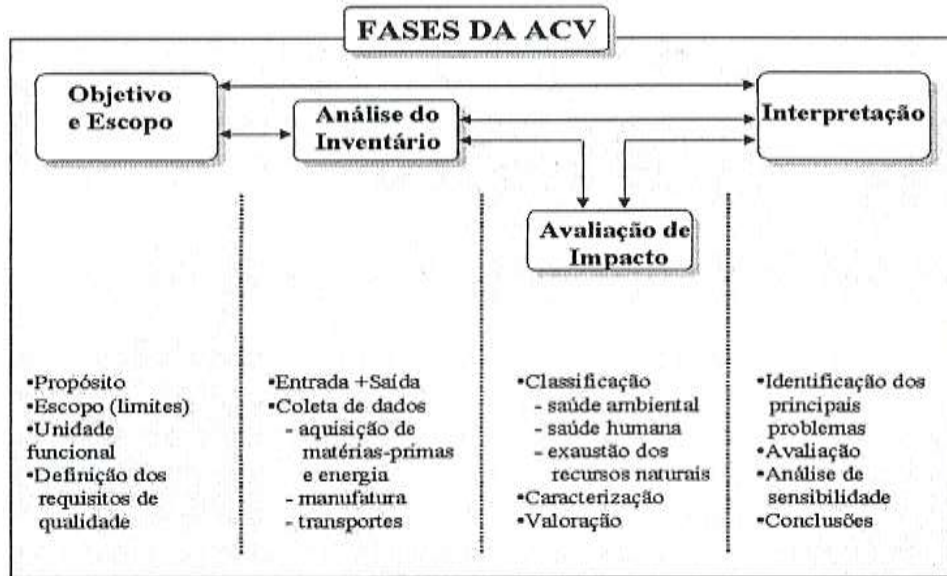 FASES DA ACV
Objetivo
e Escopo
Análise do
Inventário
Interpretação
Avaliação de
Impacto
•Propósito
•Escopo (limites)
•Unidade
funcional
•Definição dos
requisitos de
qualidade
•Entrada +Saída
•Coleta de dados
- aquisição de
matérias-primas
e energia
- manufatura
- transportes
•Classificação
- saúde ambiental
- saúde humana
- exaustão dos
recursos naturais
•Caracterização
•Valoração
•Identificação dos
principais
problemas
•Avaliação
•Análise de
sensibilidade
•Conclusões